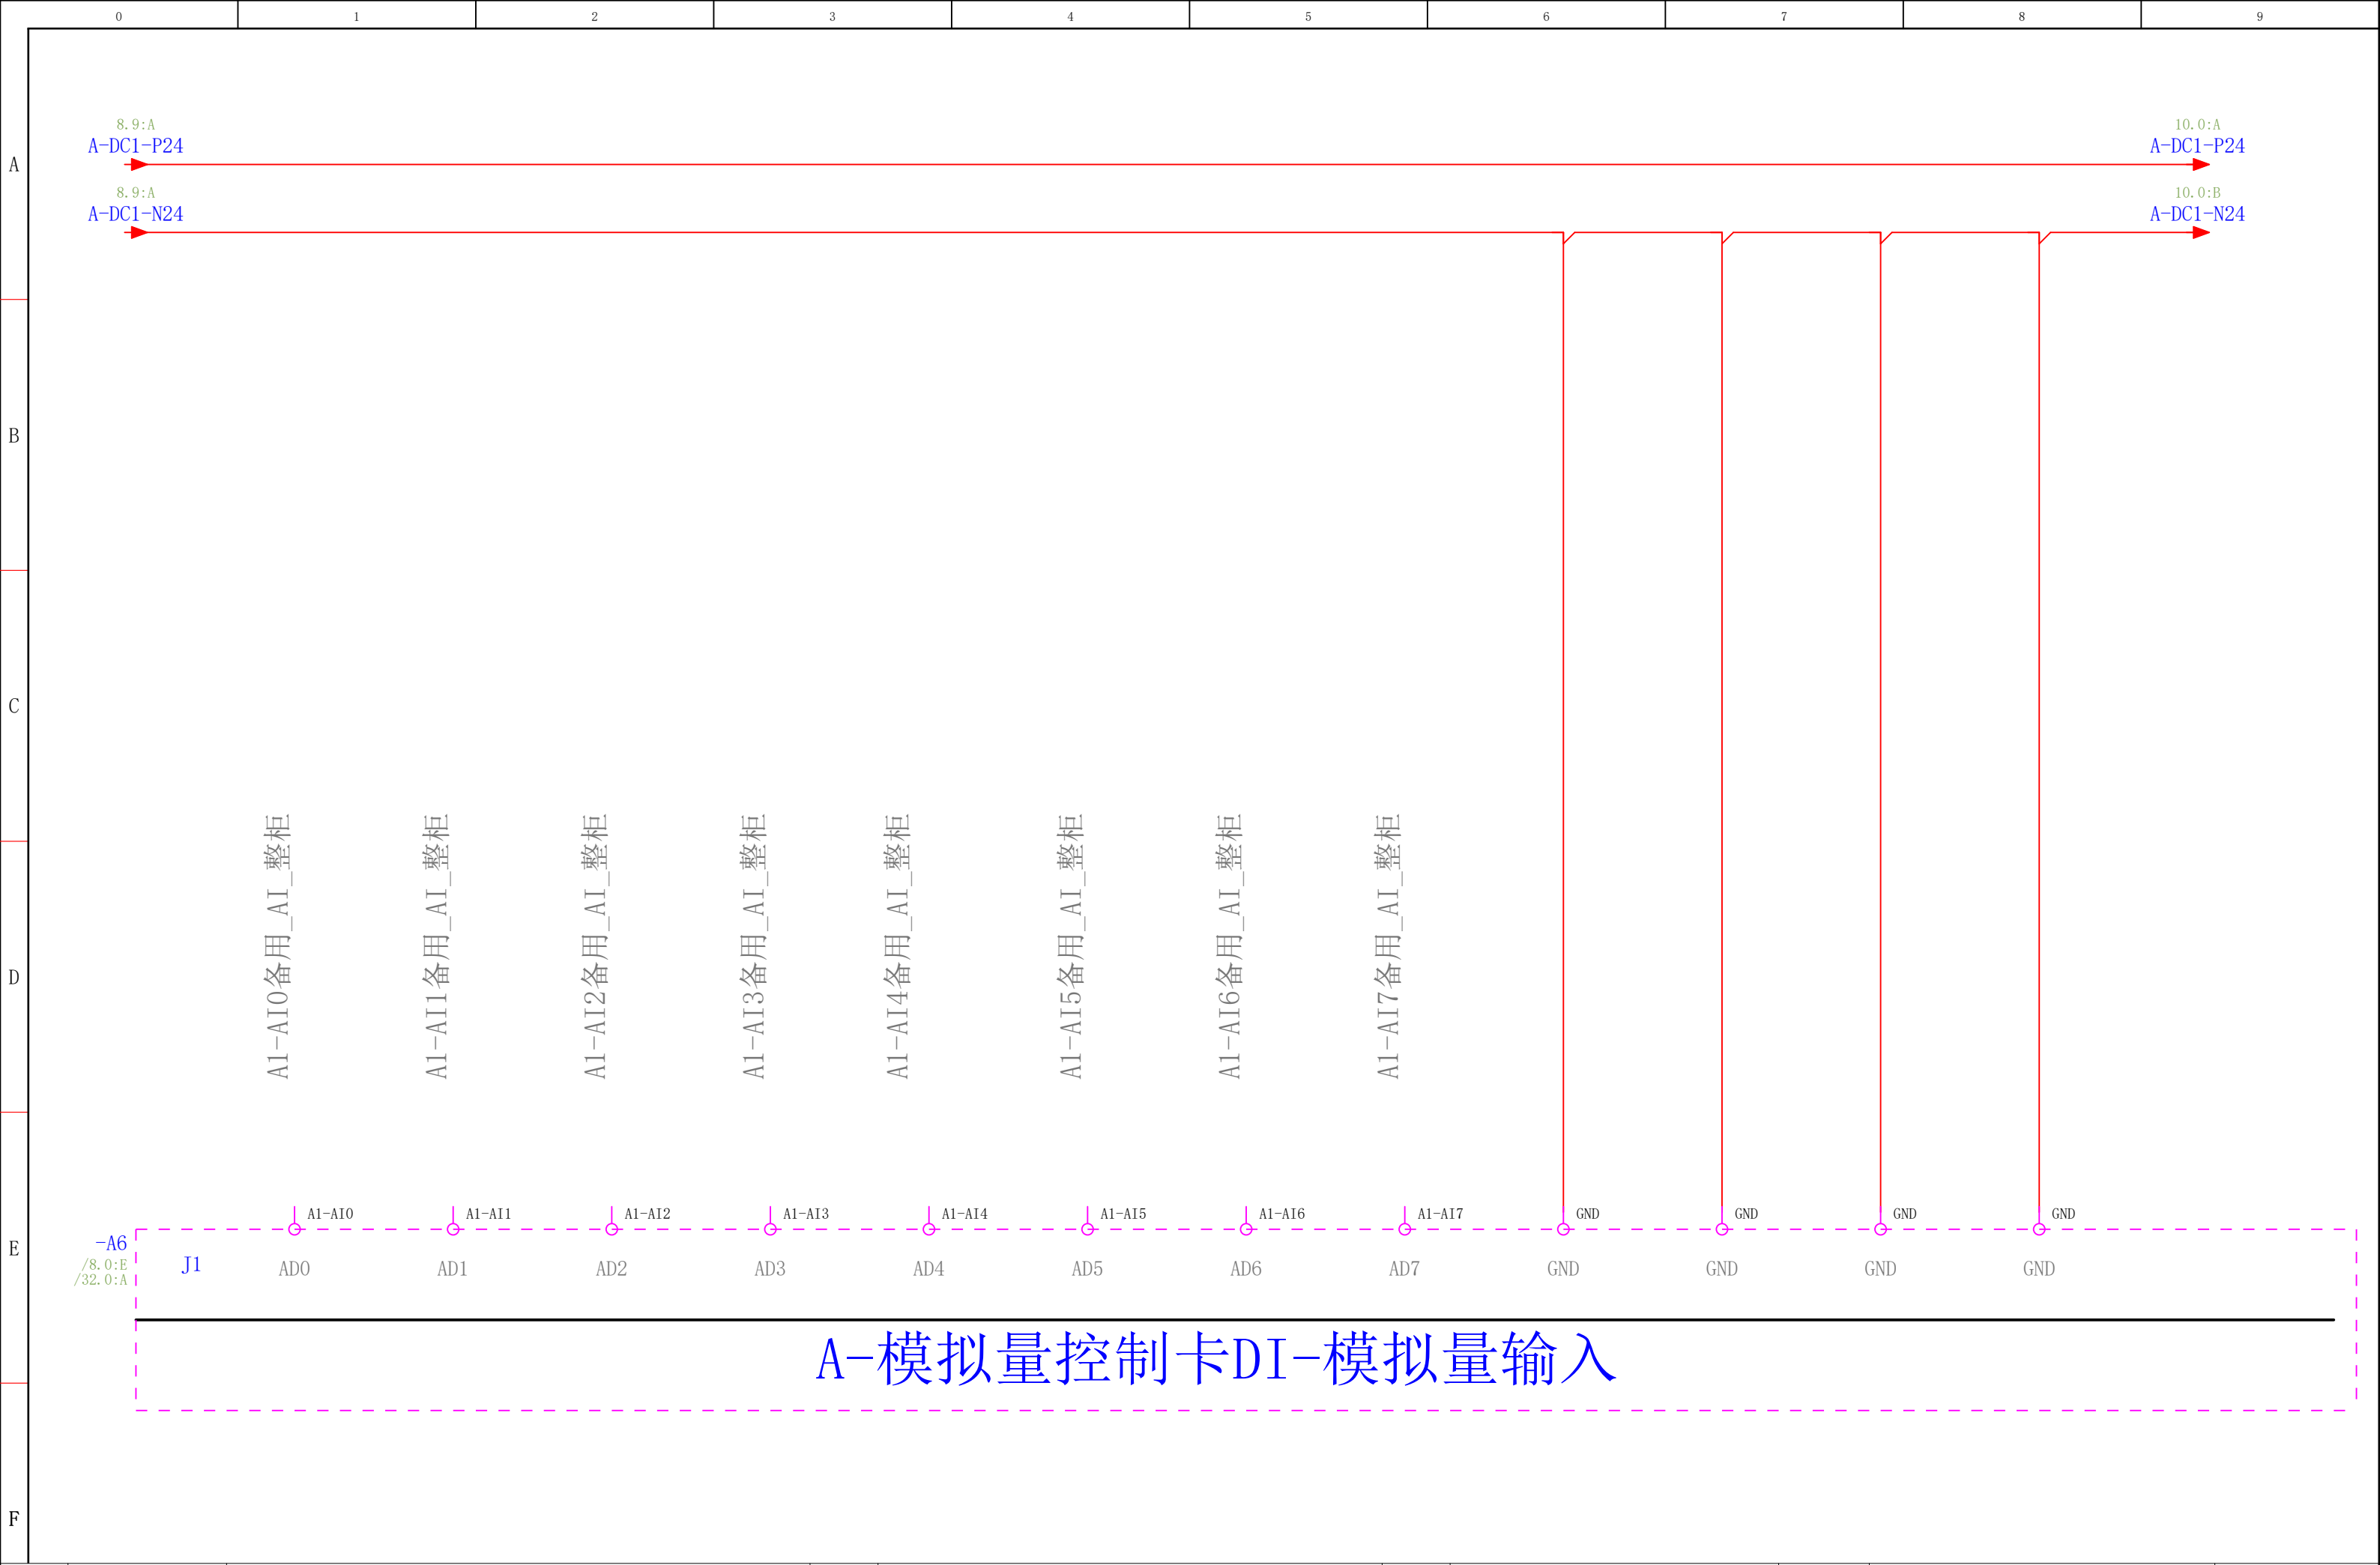 0 1 2 3 4 5 6 7 8 9
8.9:A 10.0:A
A-DC1-P24 A-DC1-P24
A
8.9:A 10.0:B
A-DC1-N24 A-DC1-N24
B
C
A1-AI0备用_AI_整柜
A1-AI1备用_AI_整柜
A1-AI2备用_AI_整柜
A1-AI3备用_AI_整柜
A1-AI4备用_AI_整柜
A1-AI5备用_AI_整柜
A1-AI6备用_AI_整柜
A1-AI7备用_AI_整柜
D
A1-AI0 A1-AI1 A1-AI2 A1-AI3 A1-AI4 A1-AI5 A1-AI6 A1-AI7 GND GND GND GND
E
-A6
/8.0:E
/32.0:A
J1 AD0 AD1 AD2 AD3 AD4 AD5 AD6 AD7 GND GND GND GND
A-模拟量控制卡DI-模拟量输入
F